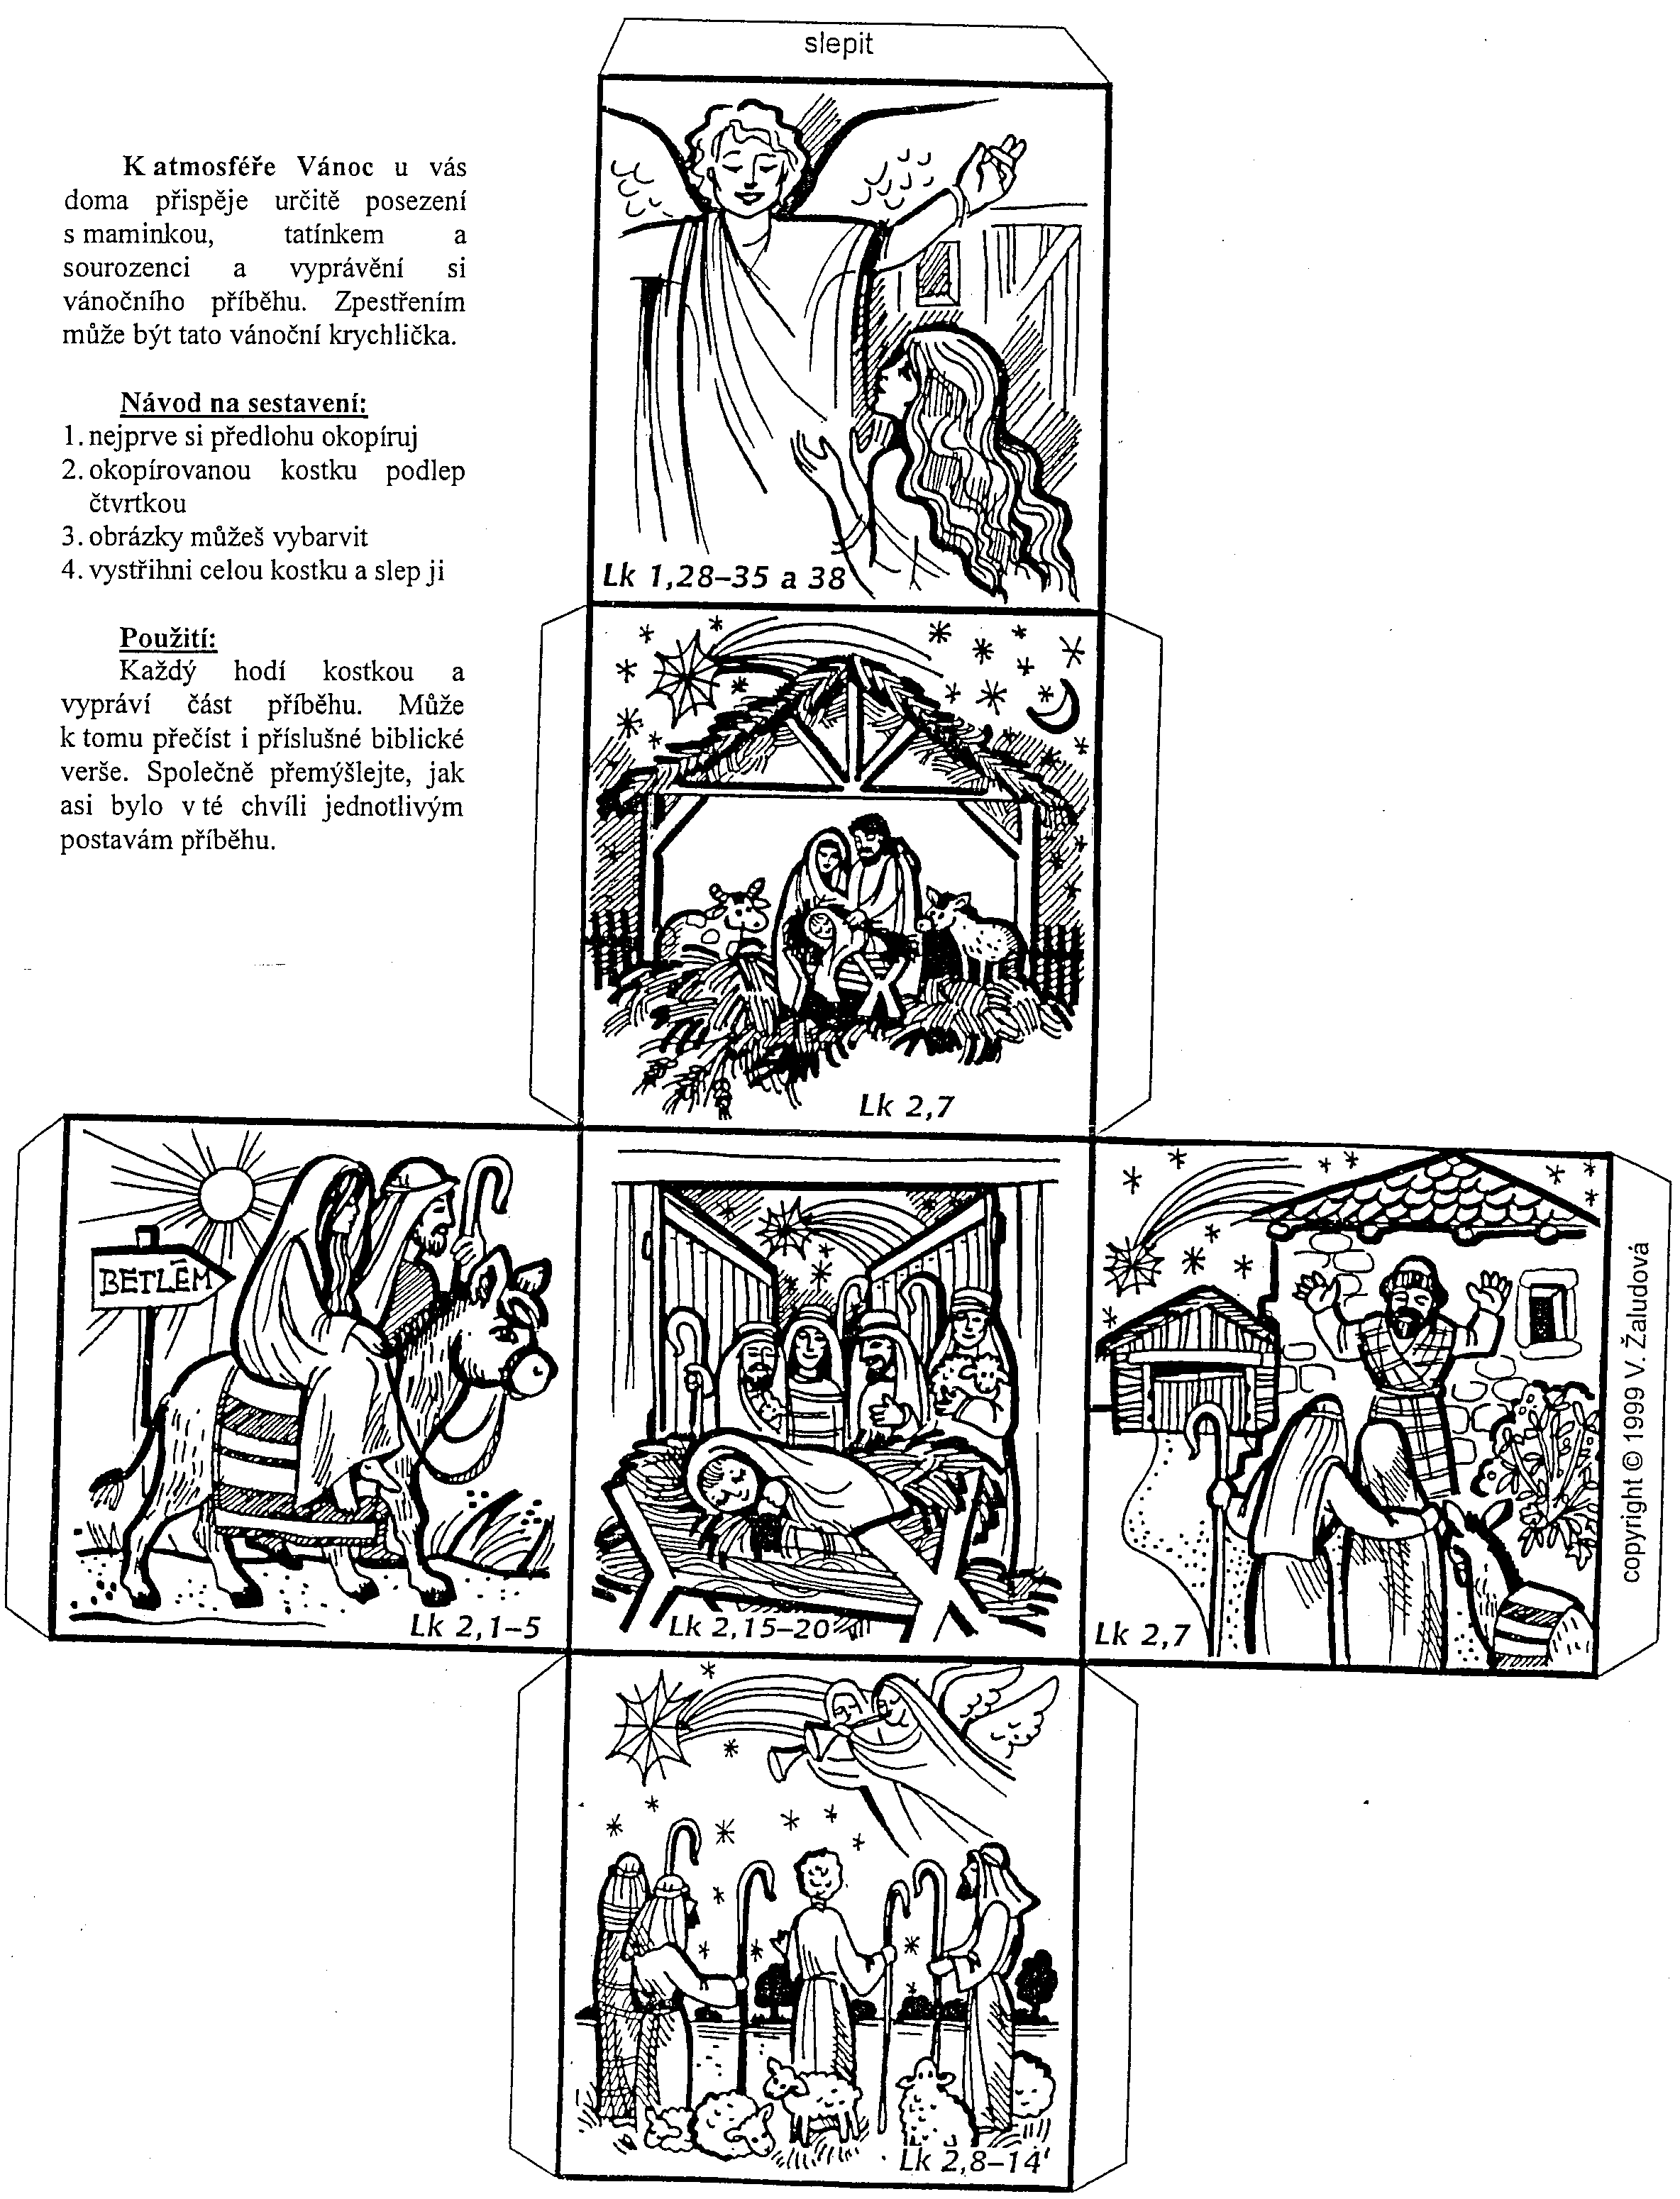 slepit
K atmosféře Vánoc u vás
doma přispěje určitě posezení
s maminkou, tatínkem a
sourozenci a vyprávění si
vánočního příběhu. Zpestřením
může být tato vánoční krychlička.
Návod na sestavení:
1. nejprve si předlohu okopíruj
2. okopírovanou kostku podlep
čtvrtkou
3. obrázky můžeš vybarvit
4. vystřihni celou kostku a slep ji
Použití:
Každý hodí kostkou a
vypráví část příběhu. Může
k tomu přečíst i příslušné biblické
verše. Společně přemýšlejte, jak
asi bylo v té chvíli jednotlivým
postavám příběhu.
Lk 1,28–35 a 38
Lk 2,7
BETLÉM
Lk 2,1–5
Lk 2,15–20
Lk 2,7
copyright © 1999 V. Žaludová
Lk 2,8–14